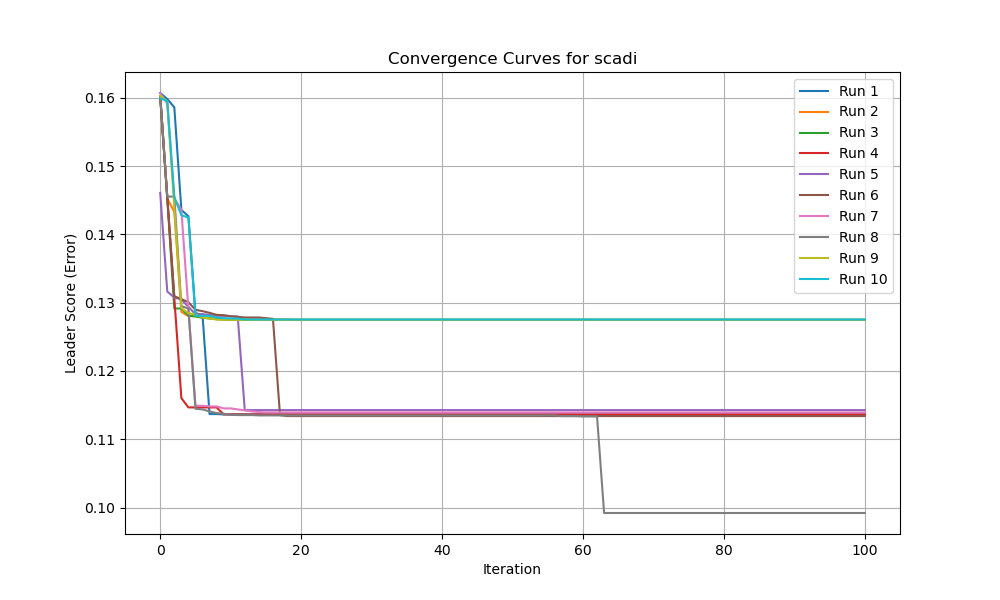 Convergence Curves for scadi
Leader Score (Error)
0.16
0.15
0.14
0.13
0.12
0.11
0.10
0
20
40
60
80
100
Iteration
Run 1
Run 2
Run 3
Run 4
Run 5
Run 6
Run 7
Run 8
Run 9
Run 10